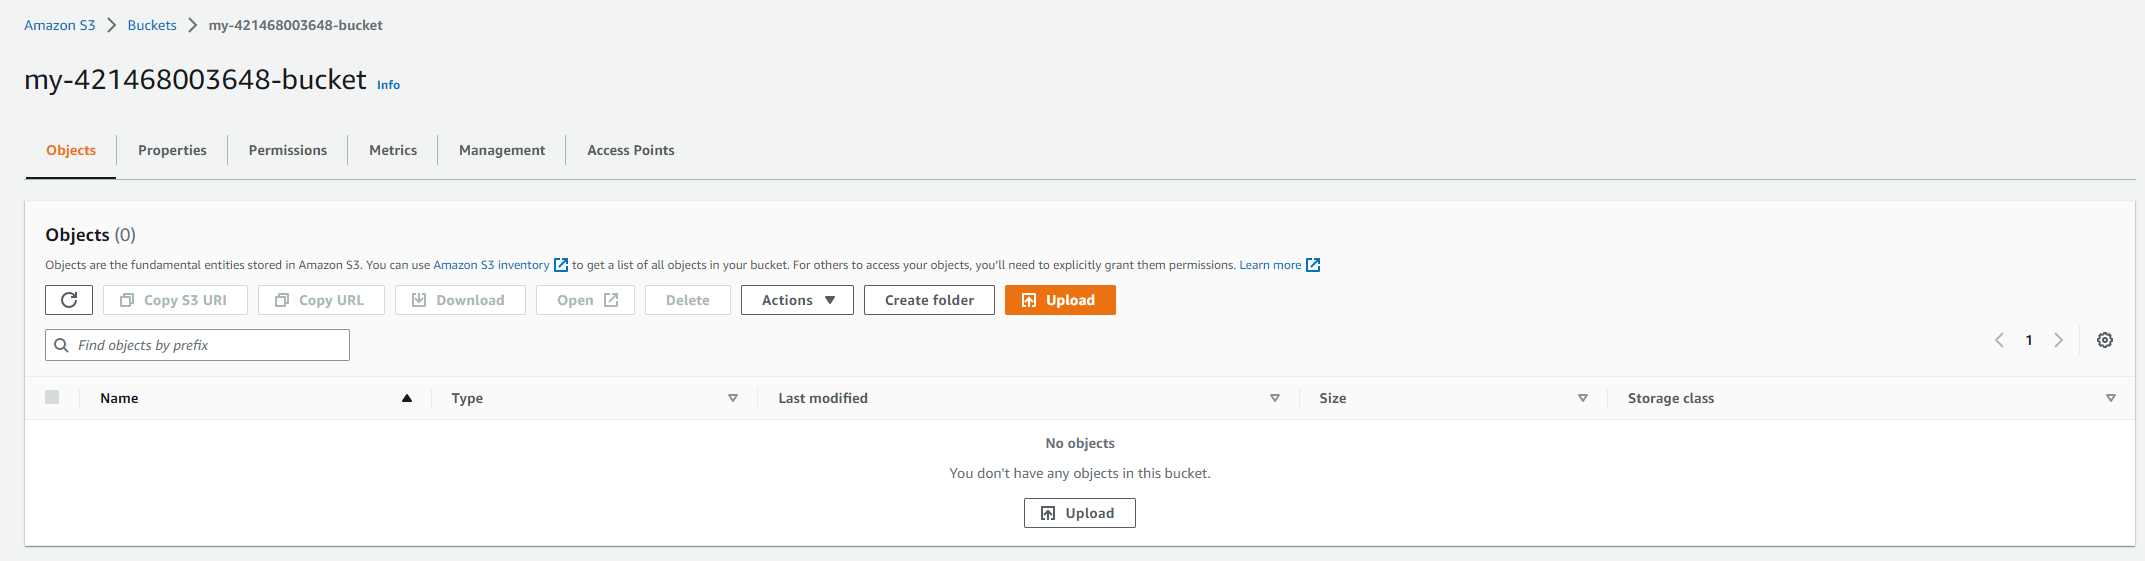 Amazon S3 > Buckets > my-421468003648-bucket
my-421468003648-bucket Info
Objects Properties Permissions Metrics Management Access Points
Objects (0)
Objects are the fundamental entities stored in Amazon S3. You can use Amazon S3 inventory to get a list of all objects in your bucket. For others to access your objects, you'll need to explicitly grant them permissions. Learn more
Copy S3 URI Copy URL Download Open Delete Actions Create folder Upload
Find objects by prefix 1
Name Type Last modified Size Storage class
No objects
You don't have any objects in this bucket.
Upload